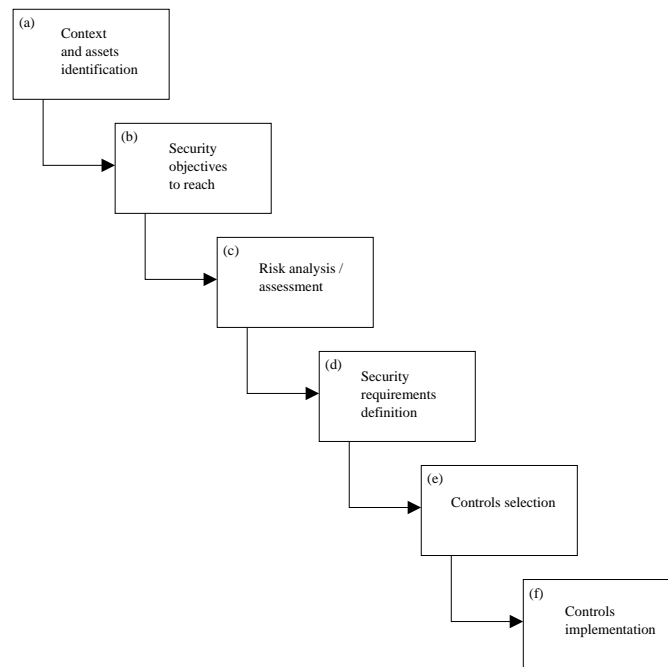 (a)
Context
and assets
identification
(b)
Security
objectives
to reach
(c)
Risk analysis /
assessment
(d)
Security
requirements
definition
(e)
Controls selection
(f)
Controls
implementation